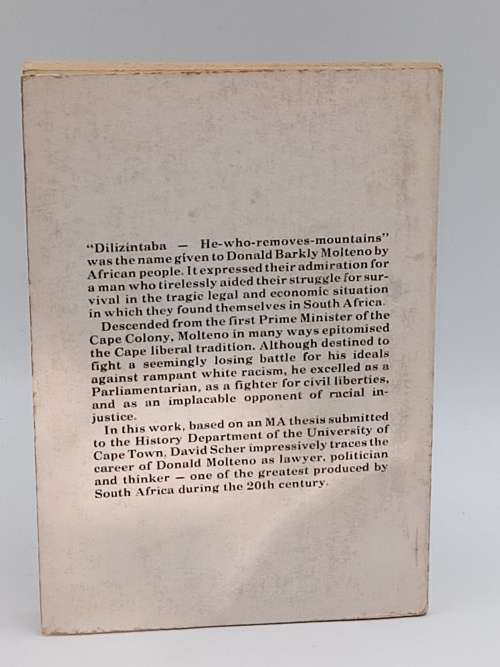 "Dilizintaba — He-who-removes-mountains"
was the name given to Donald Barkly Molteno by
African people. It expressed their admiration for
a man who tirelessly aided their struggle for sur-
vival in the tragic legal and economic situation
in which they found themselves in South Africa.
Descended from the first Prime Minister of the
Cape Colony, Molteno in many ways epitomised
the Cape liberal tradition. Although destined to
fight a seemingly losing battle for his ideals
against rampant white racism, he excelled as a
Parliamentarian, as a fighter for civil liberties,
and as an implacable opponent of racial in-
justice.
In this work, based on an MA thesis submitted
to the History Department of the University of
Cape Town, David Scher impressively traces the
career of Donald Molteno as lawyer, politician
and thinker — one of the greatest produced by
South Africa during the 20th century.